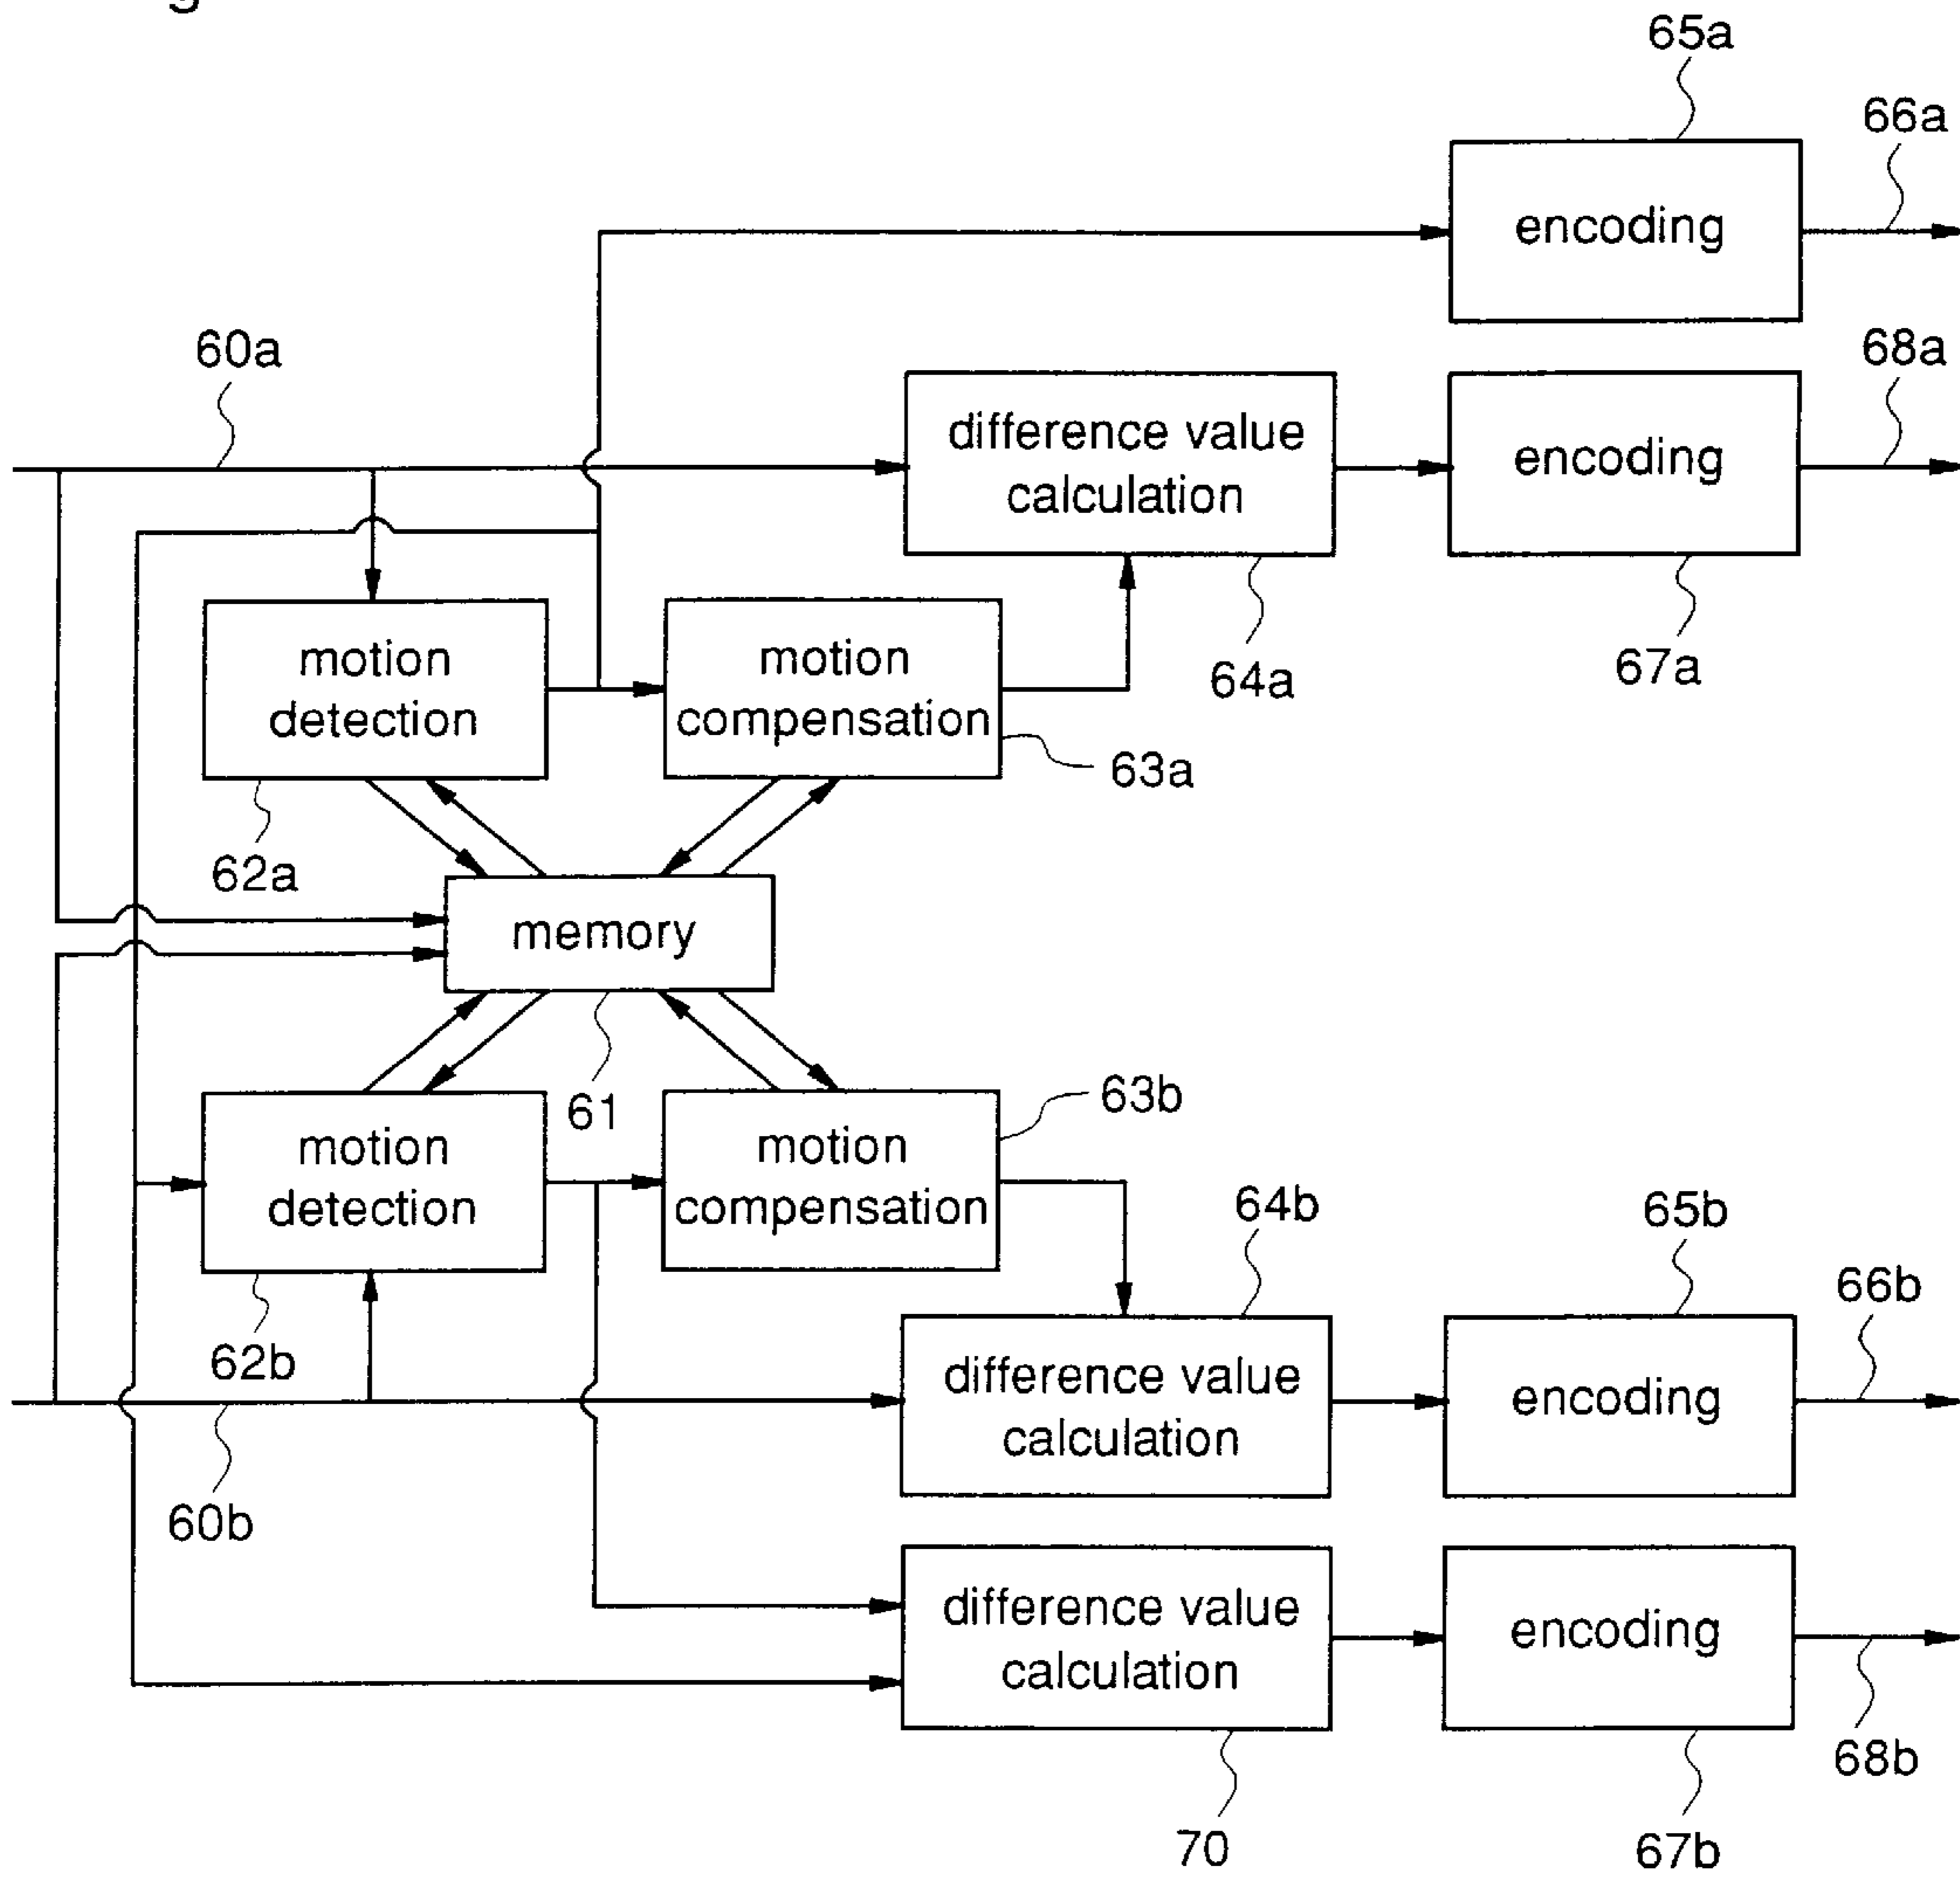 65a
66a
encoding
60a
68a
difference value
calculation
encoding
motion
detection
motion
compensation
64a
67a
63a
62a
memory
61
63b
motion
detection
motion
compensation
64b
65b
66b
62b
difference value
calculation
encoding
60b
difference value
calculation
encoding
68b
70
67b